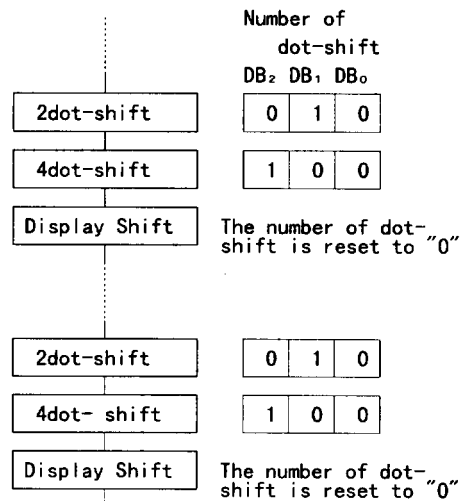 Number of
dot-shift
DB₂ DB₁ DB₀
2dot-shift 0 1 0
4dot-shift 1 0 0
Display Shift The number of dot-
shift is reset to "0"
2dot-shift 0 1 0
4dot- shift 1 0 0
Display Shift The number of dot-
shift is reset to "0"